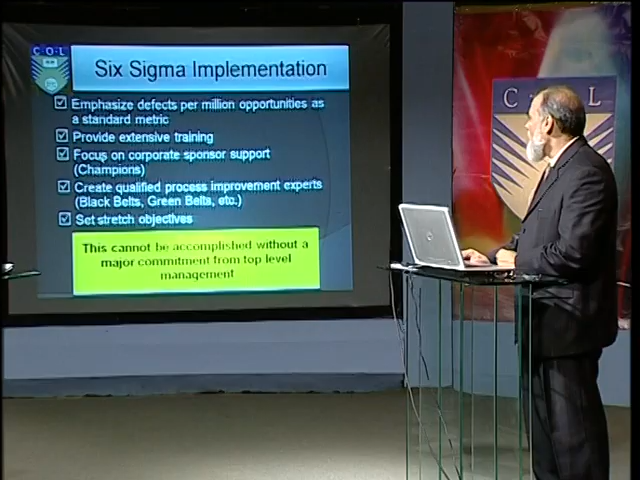 C·O·L
Six Sigma Implementation
Emphasize defects per million opportunities as
a standard metric
Provide extensive training
Focus on corporate sponsor support
(Champions)
Create qualified process improvement experts
(Black Belts, Green Belts, etc.)
Set stretch objectives
This cannot be accomplished without a
major commitment from top level
management
C·O·L